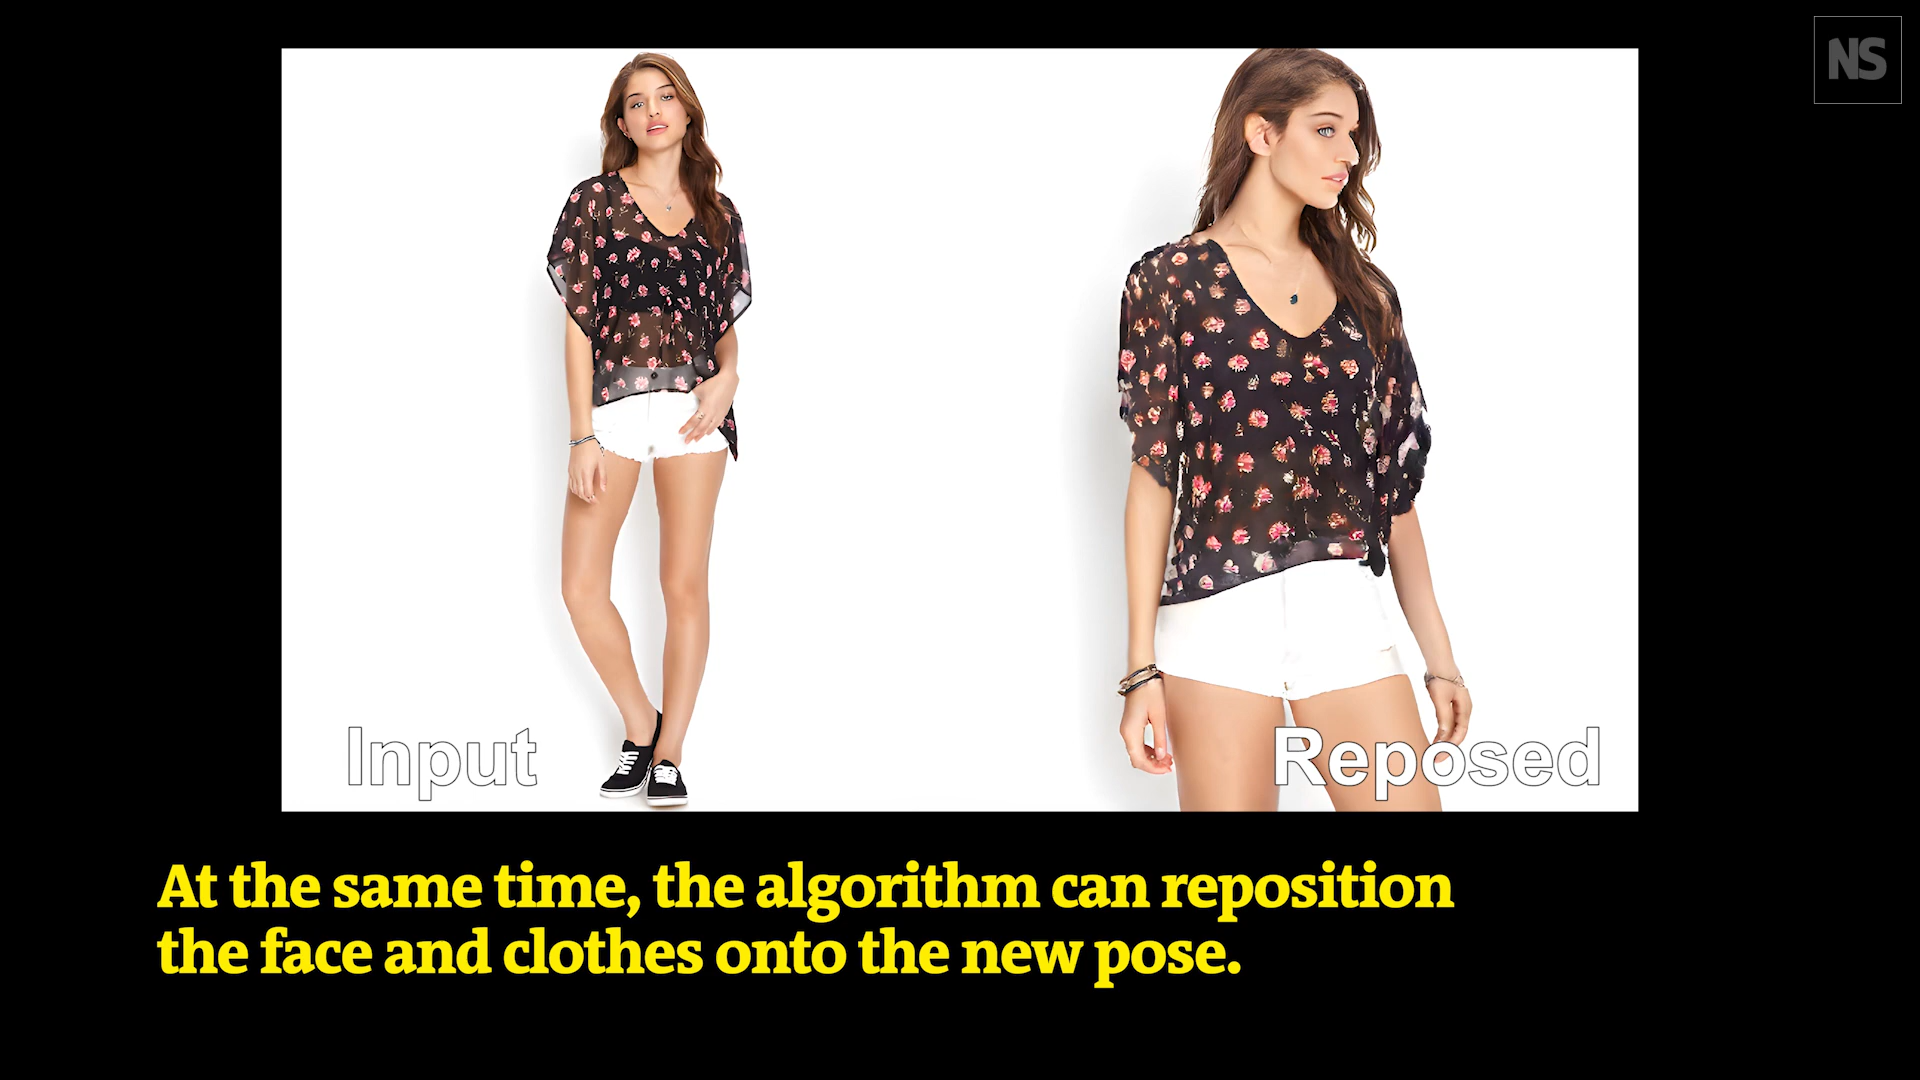 NS
Input
Reposed
At the same time, the algorithm can reposition
the face and clothes onto the new pose.